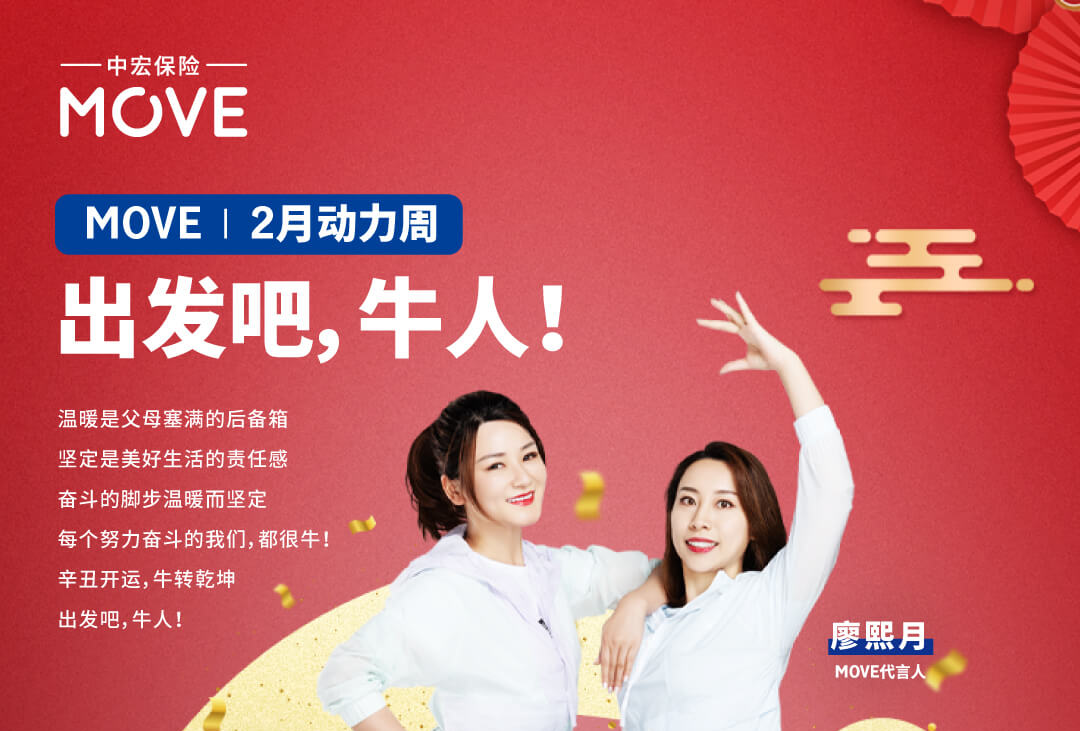 中宏保险
MOVE
MOVE | 2月动力周
出发吧,牛人!
温暖是父母塞满的后备箱
坚定是美好生活的责任感
奋斗的脚步温暖而坚定
每个努力奋斗的我们,都很牛!
辛丑开运,牛转乾坤
出发吧,牛人!
廖熙月
MOVE代言人